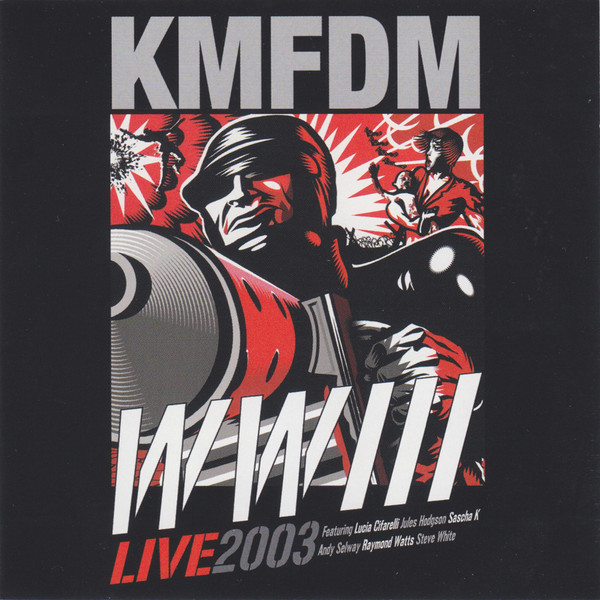 KMFDM
WWIII
LIVE2003
Featuring Lucia Cifarelli Jules Hodgson Sascha K
Andy Selway Raymond Watts Steve White